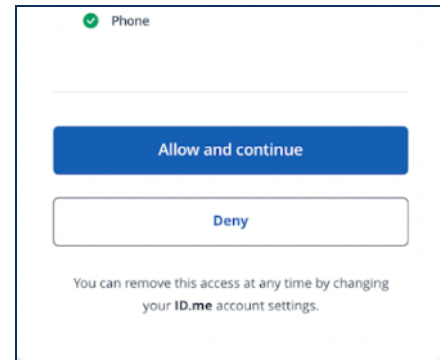 Phone
Allow and continue
Deny
You can remove this access at any time by changing
your ID.me account settings.